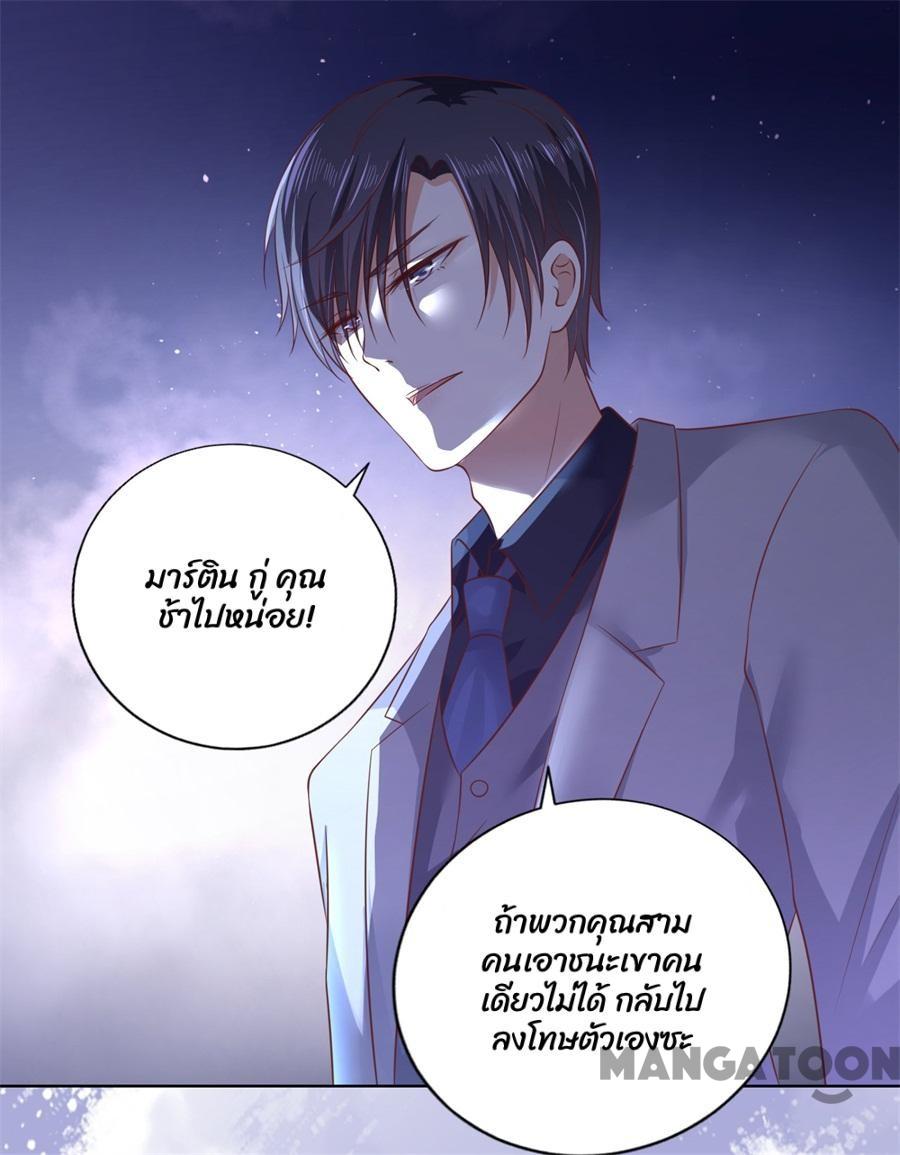 มาร์ติน กู่ คุณ
ช้าไปหน่อย!
ถ้าพวกคุณสาม
คนเอาชนะเขาคน
เดียวไม่ได้ กลับไป
ลงโทษตัวเองซะ
MANGATOON